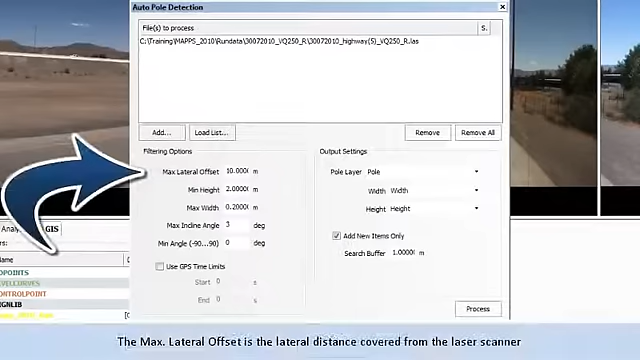 Auto Pole Detection
File(s) to process
S.
C:\Training\MAPPS_2010\Rundata\30072010_VQ250_R\30072010_highway(S)_VQ250_R.las
Add...
Load List...
Remove
Remove All
Filtering Options
Max Lateral Offset 10.0000 m
Min Height 2.0000 m
Max Width 0.2000 m
Max Incline Angle 3 deg
Min Angle (-90...90) 0 deg
Use GPS Time Limits
Start 0 s
End 0 s
Output Settings
Pole Layer Pole
Width Width
Height Height
Add New Items Only
Search Buffer 1.0000 m
Process
GIS
CONTROLPOINT
The Max. Lateral Offset is the lateral distance covered from the laser scanner